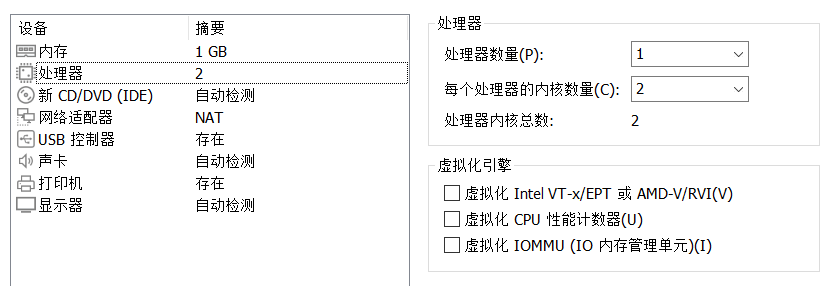 设备 摘要
内存 1 GB
处理器 2
新 CD/DVD (IDE) 自动检测
网络适配器 NAT
USB 控制器 存在
声卡 自动检测
打印机 存在
显示器 自动检测
处理器
处理器数量(P): 1
每个处理器的内核数量(C): 2
处理器内核总数: 2
虚拟化引擎
虚拟化 Intel VT-x/EPT 或 AMD-V/RVI(V)
虚拟化 CPU 性能计数器(U)
虚拟化 IOMMU (IO 内存管理单元)(I)